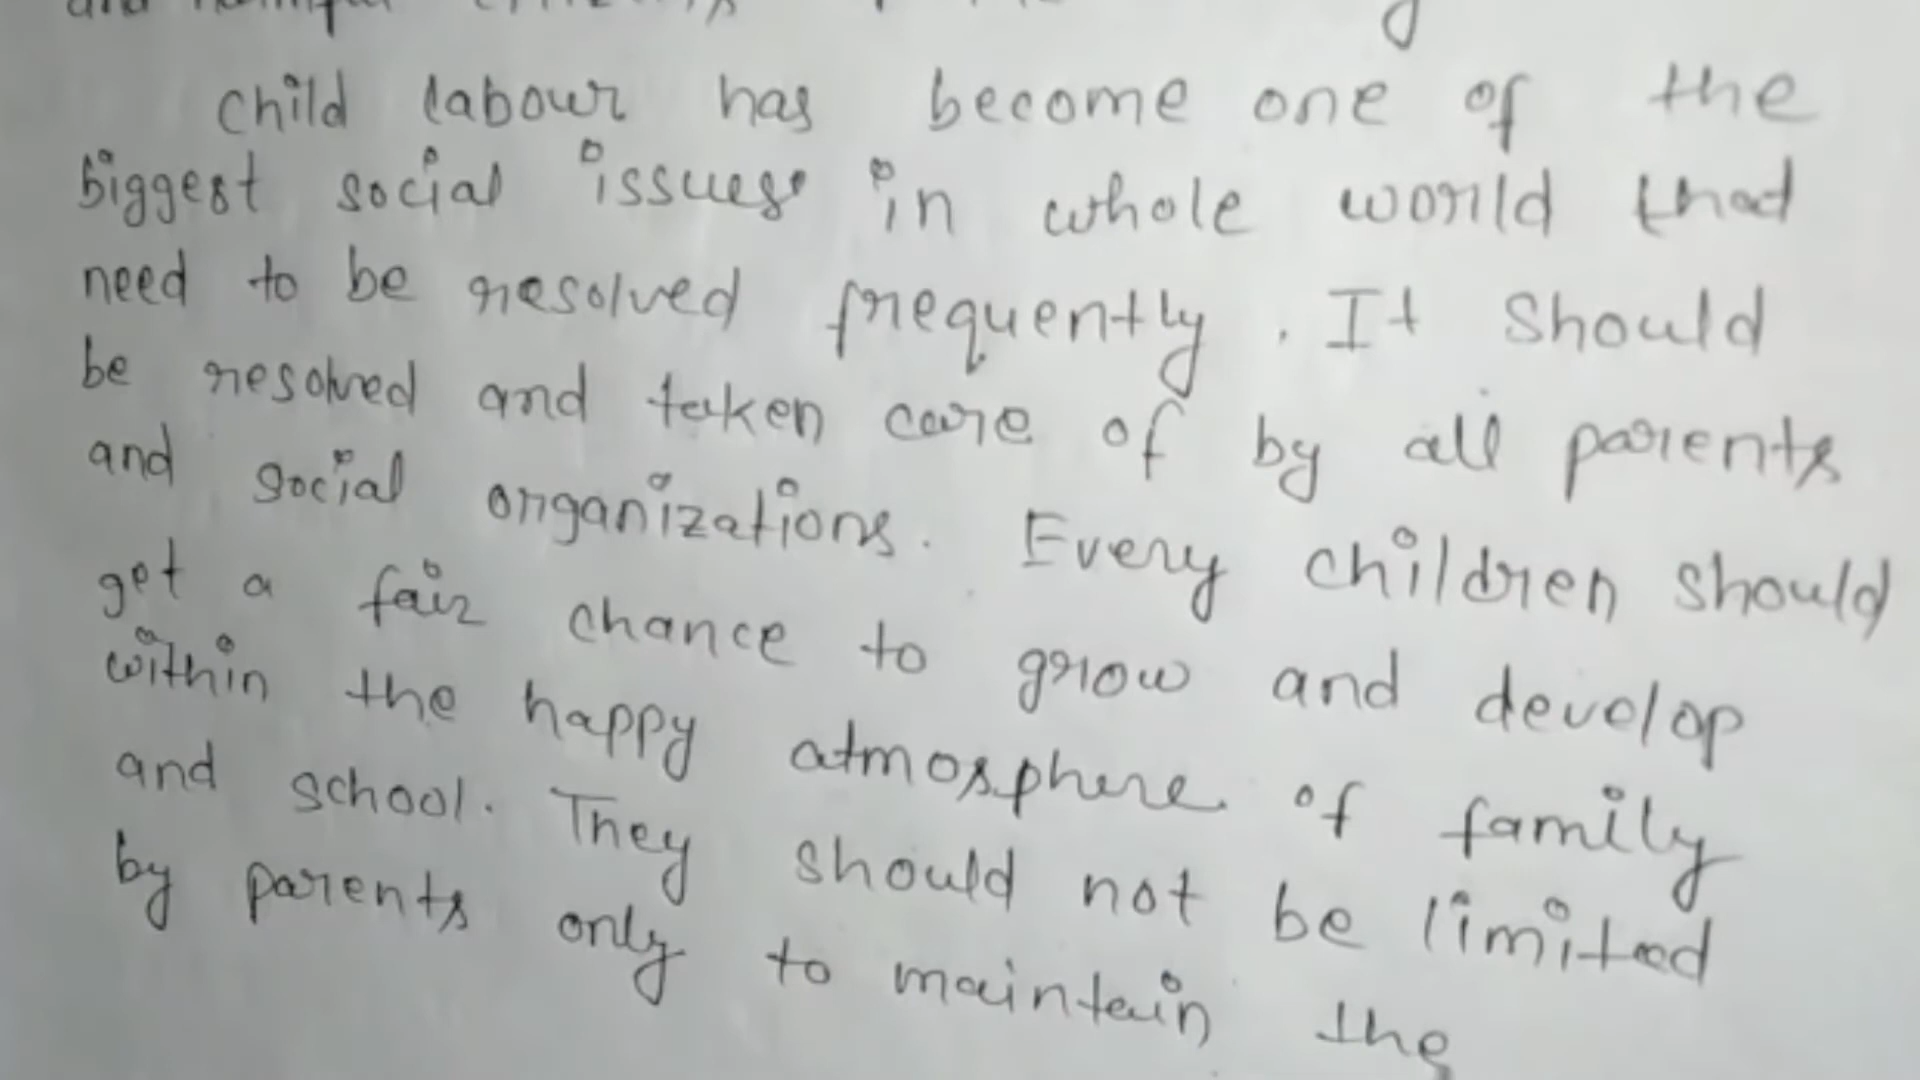 child labour has become one of the
biggest social issues in whole world that
need to be resolved frequently. It should
be resolved and taken care of by all parents
and social organizations. Every children should
get a fair chance to grow and develop
within the happy atmosphere of family
and school. They should not be limited
by parents only to maintain the